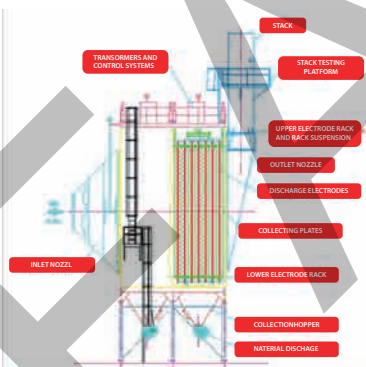 STACK
TRANSORMERS AND
CONTROL SYSTEMS
STACK TESTING
PLATFORM
UPPER ELECTRODE RACK
AND RACK SUSPENSION
OUTLET NOZZLE
DISCHARGE ELECTRODES
COLLECTING PLATES
INLET NOZZL
LOWER ELECTRODE RACK
COLLECTIONHOPPER
NATERIAL DISCHAGE